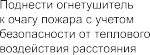 Поднести огнетушитель
к очагу пожара с учетом
безопасности от теплового
воздействия расстояния